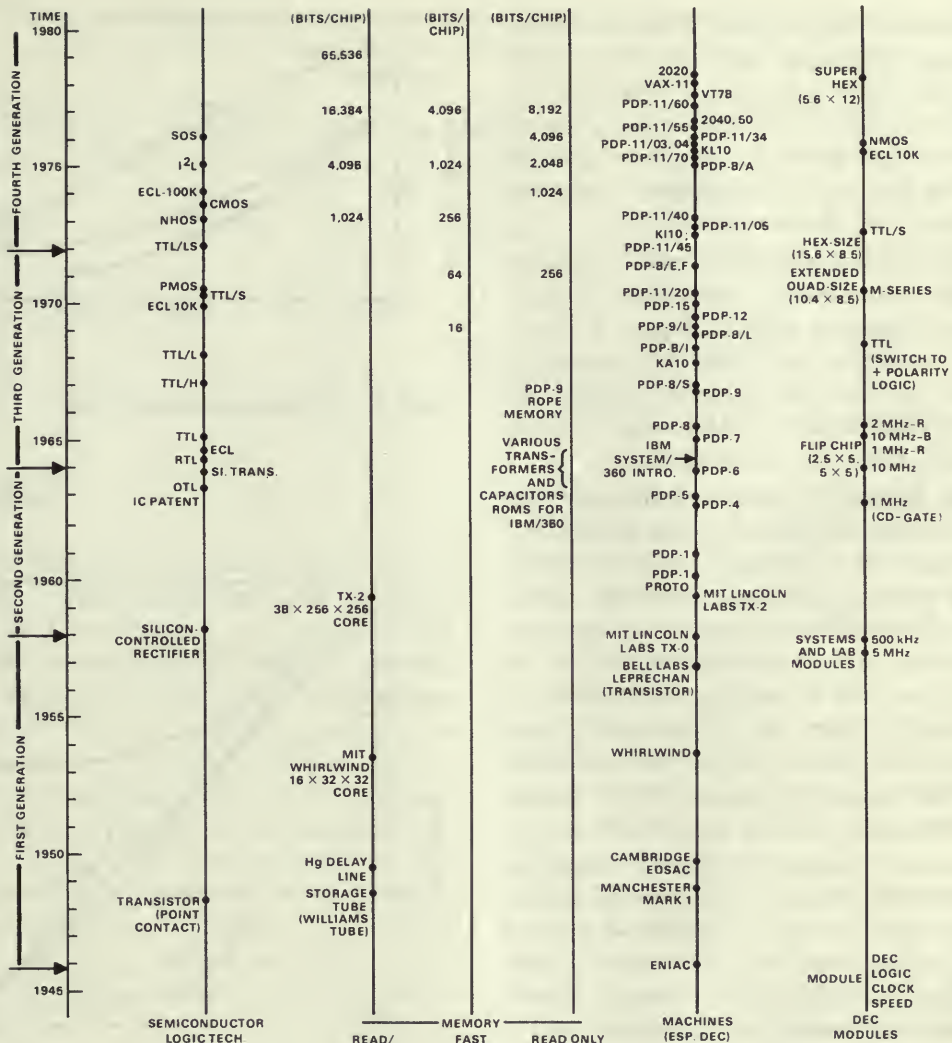 TIME
1980
1975
1970
1965
1960
1955
1950
1945
FOURTH GENERATION
THIRD GENERATION
SECOND GENERATION
FIRST GENERATION
SOS
I²L
ECL-100K
CMOS
NHOS
TTL/LS
PMOS
TTL/S
ECL 10K
TTL/L
TTL/H
TTL
ECL
RTL
SI. TRANS.
OTL
IC PATENT
SILICON-
CONTROLLED
RECTIFIER
TRANSISTOR
(POINT
CONTACT)
SEMICONDUCTOR
LOGIC TECH
(BITS/CHIP)
65,536
16,384
4,096
1,024
TX-2
38 × 256 × 256
CORE
MIT
WHIRLWIND
16 × 32 × 32
CORE
Hg DELAY
LINE
STORAGE
TUBE
(WILLIAMS
TUBE)
(BITS/
CHIP)
4,096
1,024
256
64
16
(BITS/CHIP)
8,192
4,096
2,048
1,024
256
PDP-9
ROPE
MEMORY
VARIOUS
TRANS-
FORMERS
AND
CAPACITORS
ROMS FOR
IBM/360
MEMORY
READ/
FAST
READ ONLY
2020
VAX-11
VT78
PDP-11/60
2040, 50
PDP-11/55
PDP-11/34
PDP-11/03, 04
KL10
PDP-11/70
PDP-8/A
PDP-11/40
PDP-11/05
KI10,
PDP-11/45
PDP-8/E,F
PDP-11/20
PDP-15
PDP-12
PDP-9/L
PDP-8/L
PDP-8/I
KA10
PDP-8/S
PDP-9
PDP-8
PDP-7
IBM
SYSTEM/
360 INTRO.
PDP-6
PDP-5
PDP-4
PDP-1
PDP-1
PROTO
MIT LINCOLN
LABS TX-2
MIT LINCOLN
LABS TX-0
BELL LABS
LEPRECHAN
(TRANSISTOR)
WHIRLWIND
CAMBRIDGE
EDSAC
MANCHESTER
MARK 1
ENIAC
MACHINES
(ESP. DEC)
SUPER
HEX
(5.6 × 12)
NMOS
ECL 10K
TTL/S
HEX-SIZE
(15.6 × 8.5)
EXTENDED
QUAD-SIZE
(10.4 × 8.5)
M-SERIES
TTL
(SWITCH TO
+ POLARITY
LOGIC)
2 MHz-R
10 MHz-B
1 MHz-R
FLIP CHIP
(2.5 × 5,
5 × 5)
10 MHz
1 MHz
(CD-GATE)
SYSTEMS
AND LAB
MODULES
500 kHz
5 MHz
MODULE
DEC
LOGIC
CLOCK
SPEED
DEC
MODULES